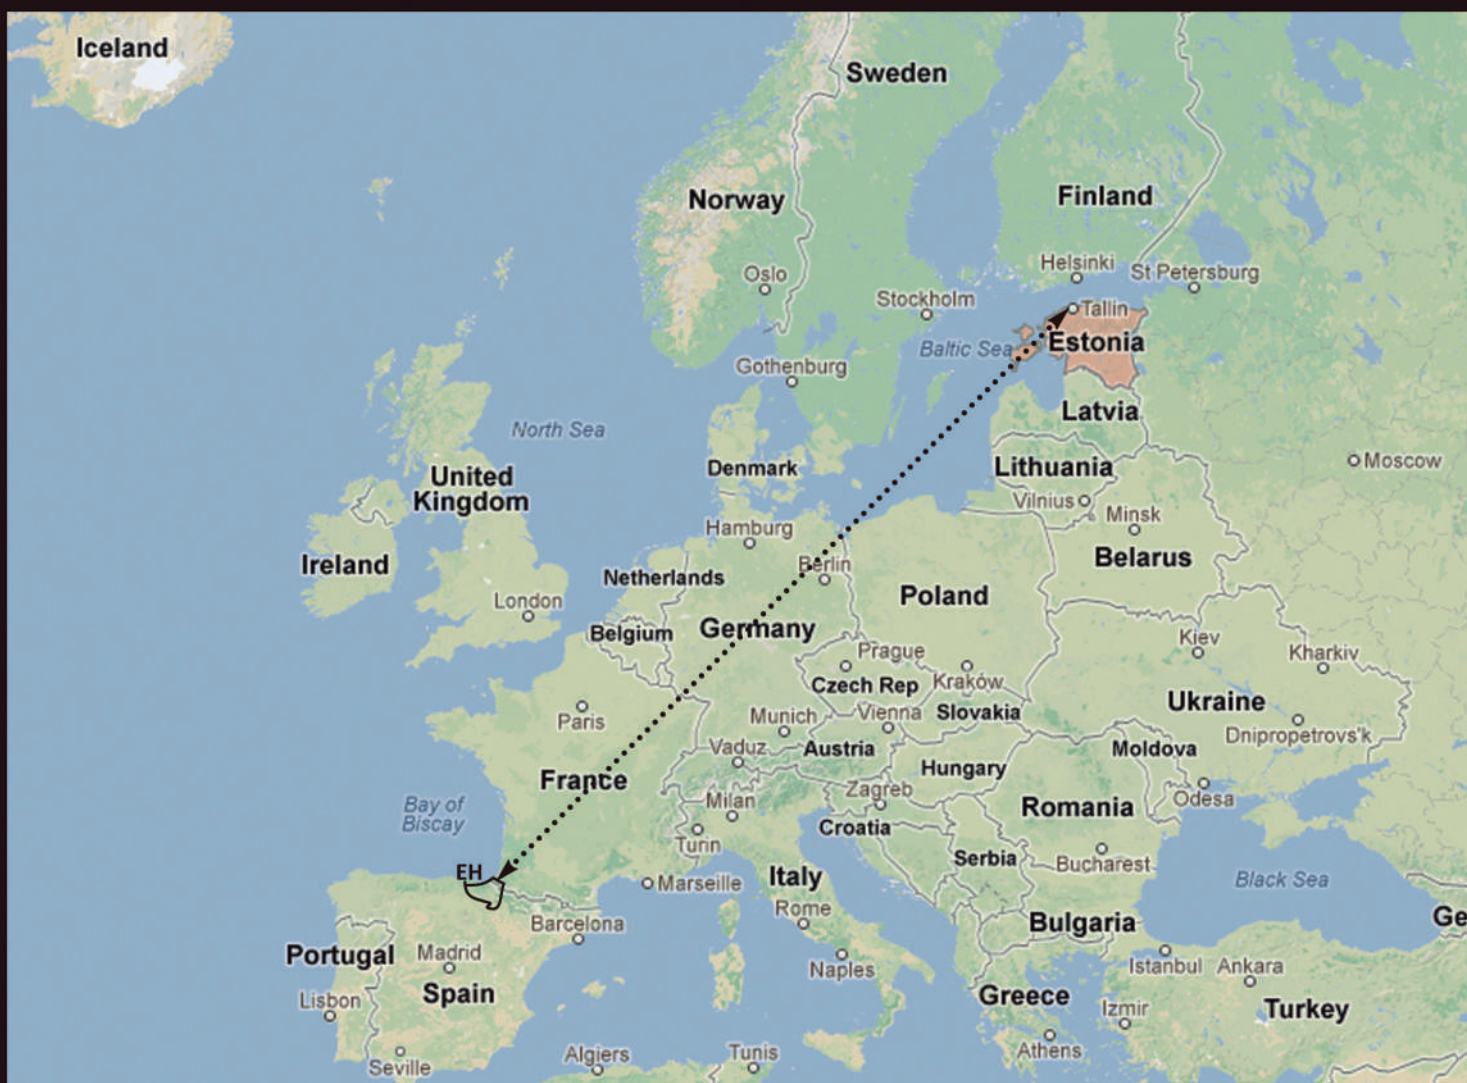 Iceland
Sweden
Norway
Finland
Helsinki
St Petersburg
Oslo
Stockholm
Tallin
Baltic Sea
Estonia
Gothenburg
Latvia
North Sea
Moscow
Denmark
Lithuania
United
Kingdom
Vilnius
Minsk
Hamburg
Ireland
Belarus
Berlin
Netherlands
Poland
London
Belgium
Germany
Kiev
Prague
Kharkiv
Czech Rep
Kraków
Ukraine
Paris
Munich
Vienna
Slovakia
Dnipropetrovs'k
Vaduz
Austria
Moldova
Hungary
France
Zagreb
Milan
Odesa
Bay of
Biscay
Romania
Croatia
Turin
Serbia
Bucharest
EH
Marseille
Italy
Black Sea
Rome
Ge
Barcelona
Bulgaria
Portugal
Madrid
Naples
Istanbul
Ankara
Spain
Greece
Lisbon
Izmir
Turkey
Athens
Algiers
Tunis
Seville